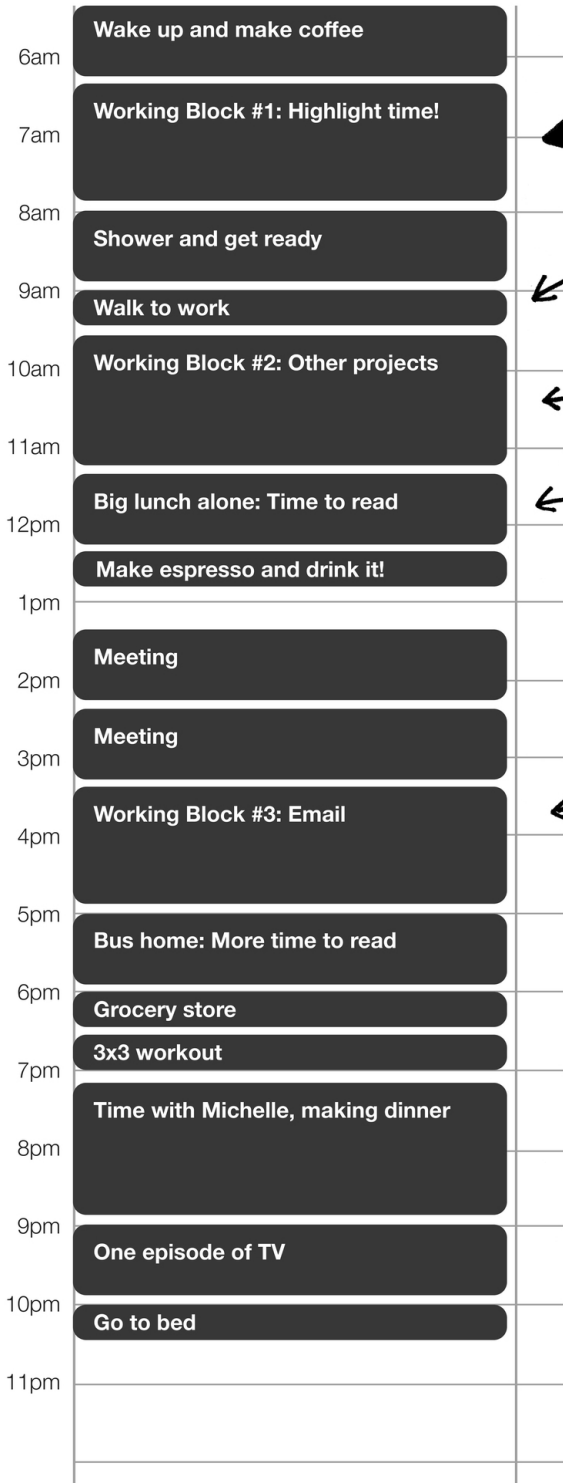 Wake up and make coffee
6am
Working Block #1: Highlight time!
7am
8am
Shower and get ready
9am
Walk to work
Working Block #2: Other projects
10am
11am
Big lunch alone: Time to read
12pm
Make espresso and drink it!
1pm
Meeting
2pm
Meeting
3pm
Working Block #3: Email
4pm
5pm
Bus home: More time to read
6pm
Grocery store
3x3 workout
7pm
Time with Michelle, making dinner
8pm
9pm
One episode of TV
10pm
Go to bed
11pm